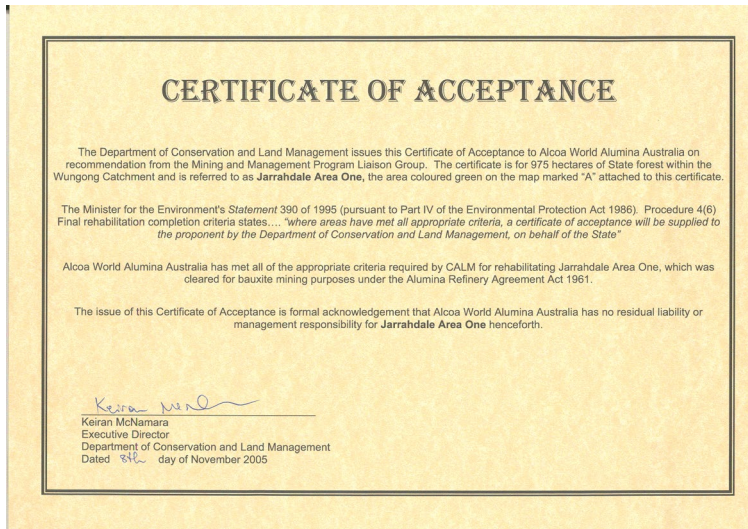 CERTIFICATE OF ACCEPTANCE
The Department of Conservation and Land Management issues this Certificate of Acceptance to Alcoa World Alumina Australia on
recommendation from the Mining and Management Program Liaison Group. The certificate is for 975 hectares of State forest within the
Wungong Catchment and is referred to as Jarrahdale Area One, the area coloured green on the map marked “A” attached to this certificate.
The Minister for the Environment's Statement 390 of 1995 (pursuant to Part IV of the Environmental Protection Act 1986). Procedure 4(6)
Final rehabilitation completion criteria states…. “where areas have met all appropriate criteria, a certificate of acceptance will be supplied to
the proponent by the Department of Conservation and Land Management, on behalf of the State”
Alcoa World Alumina Australia has met all of the appropriate criteria required by CALM for rehabilitating Jarrahdale Area One, which was
cleared for bauxite mining purposes under the Alumina Refinery Agreement Act 1961.
The issue of this Certificate of Acceptance is formal acknowledgement that Alcoa World Alumina Australia has no residual liability or
management responsibility for Jarrahdale Area One henceforth.
Keiran
Keiran McNamara
Executive Director
Department of Conservation and Land Management
Dated 8th day of November 2005